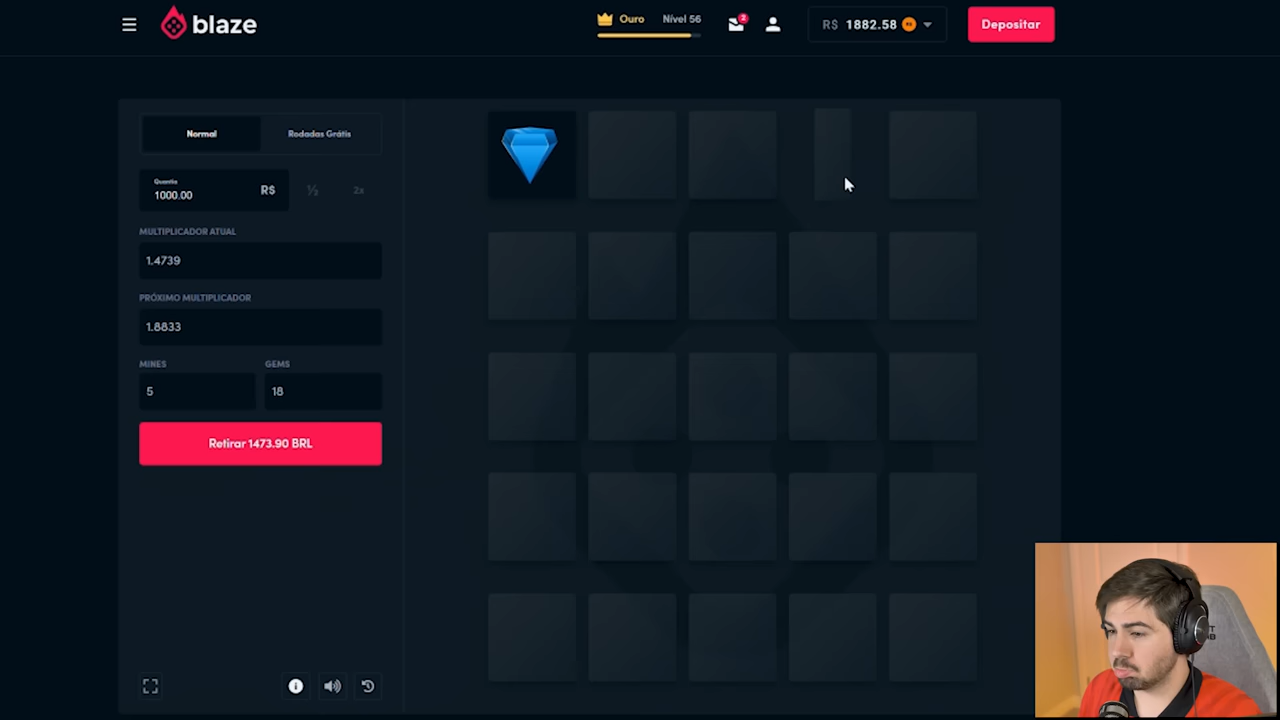 blaze
Ouro Nível 56
2
R$ 1882.58
R$
Depositar
Normal
Rodadas Grátis
Quantia
1000.00
R$
½
2x
MULTIPLICADOR ATUAL
1.4739
PRÓXIMO MULTIPLICADOR
1.8833
MINES
GEMS
5
18
Retirar 1473.90 BRL